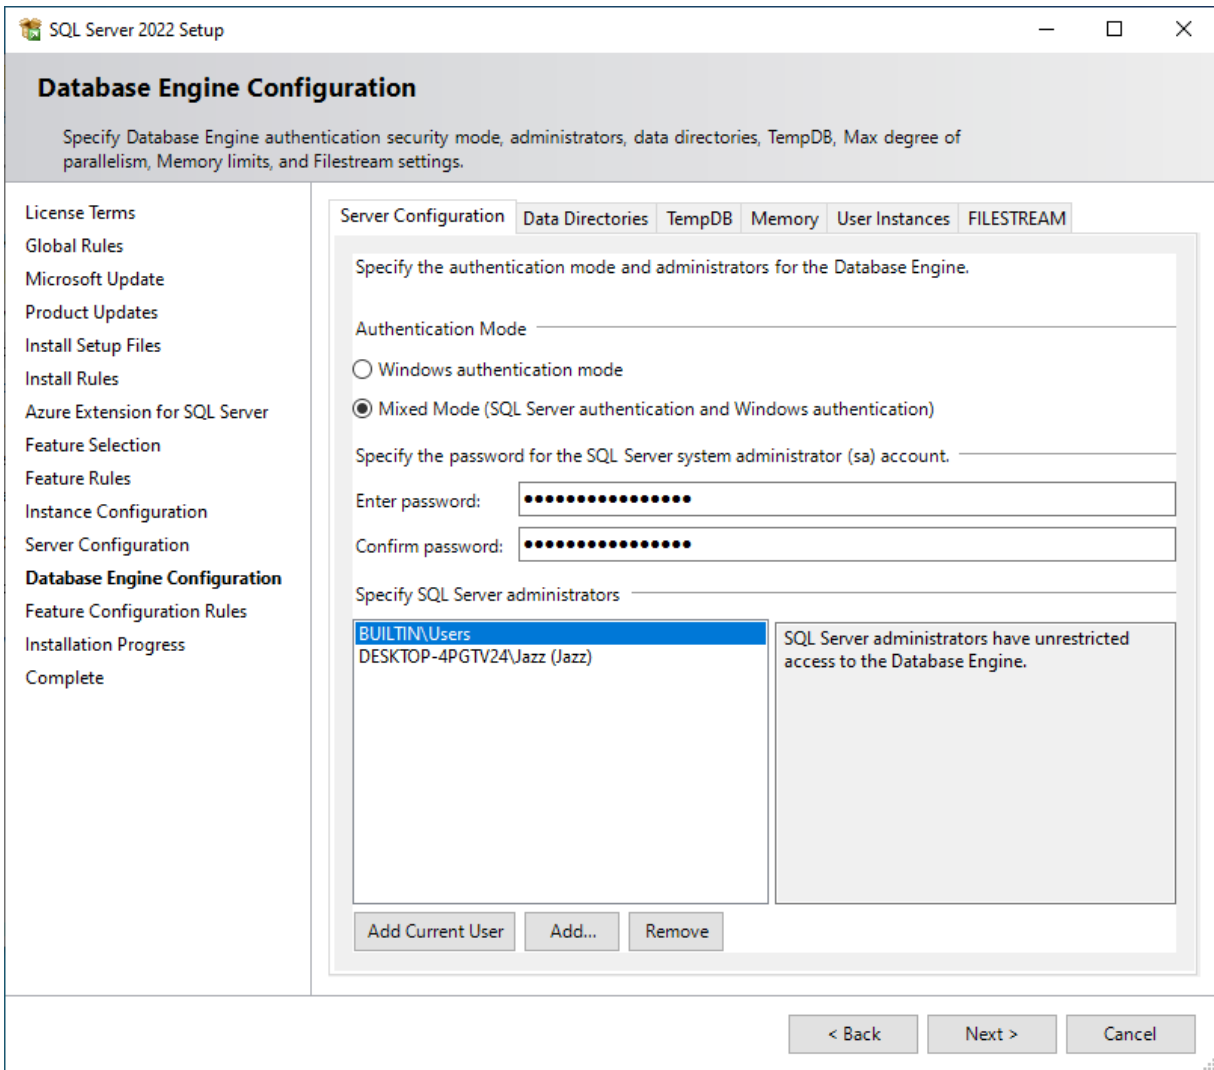 SQL Server 2022 Setup
Database Engine Configuration
Specify Database Engine authentication security mode, administrators, data directories, TempDB, Max degree of
parallelism, Memory limits, and Filestream settings.
License Terms
Global Rules
Microsoft Update
Product Updates
Install Setup Files
Install Rules
Azure Extension for SQL Server
Feature Selection
Feature Rules
Instance Configuration
Server Configuration
Database Engine Configuration
Feature Configuration Rules
Installation Progress
Complete
Server Configuration Data Directories TempDB Memory User Instances FILESTREAM
Specify the authentication mode and administrators for the Database Engine.
Authentication Mode
Windows authentication mode
Mixed Mode (SQL Server authentication and Windows authentication)
Specify the password for the SQL Server system administrator (sa) account.
Enter password: ●●●●●●●●●●●●●●●●
Confirm password: ●●●●●●●●●●●●●●●●
Specify SQL Server administrators
BUILTIN\Users
DESKTOP-4PGTV24\Jazz (Jazz)
SQL Server administrators have unrestricted
access to the Database Engine.
Add Current User Add... Remove
< Back Next > Cancel